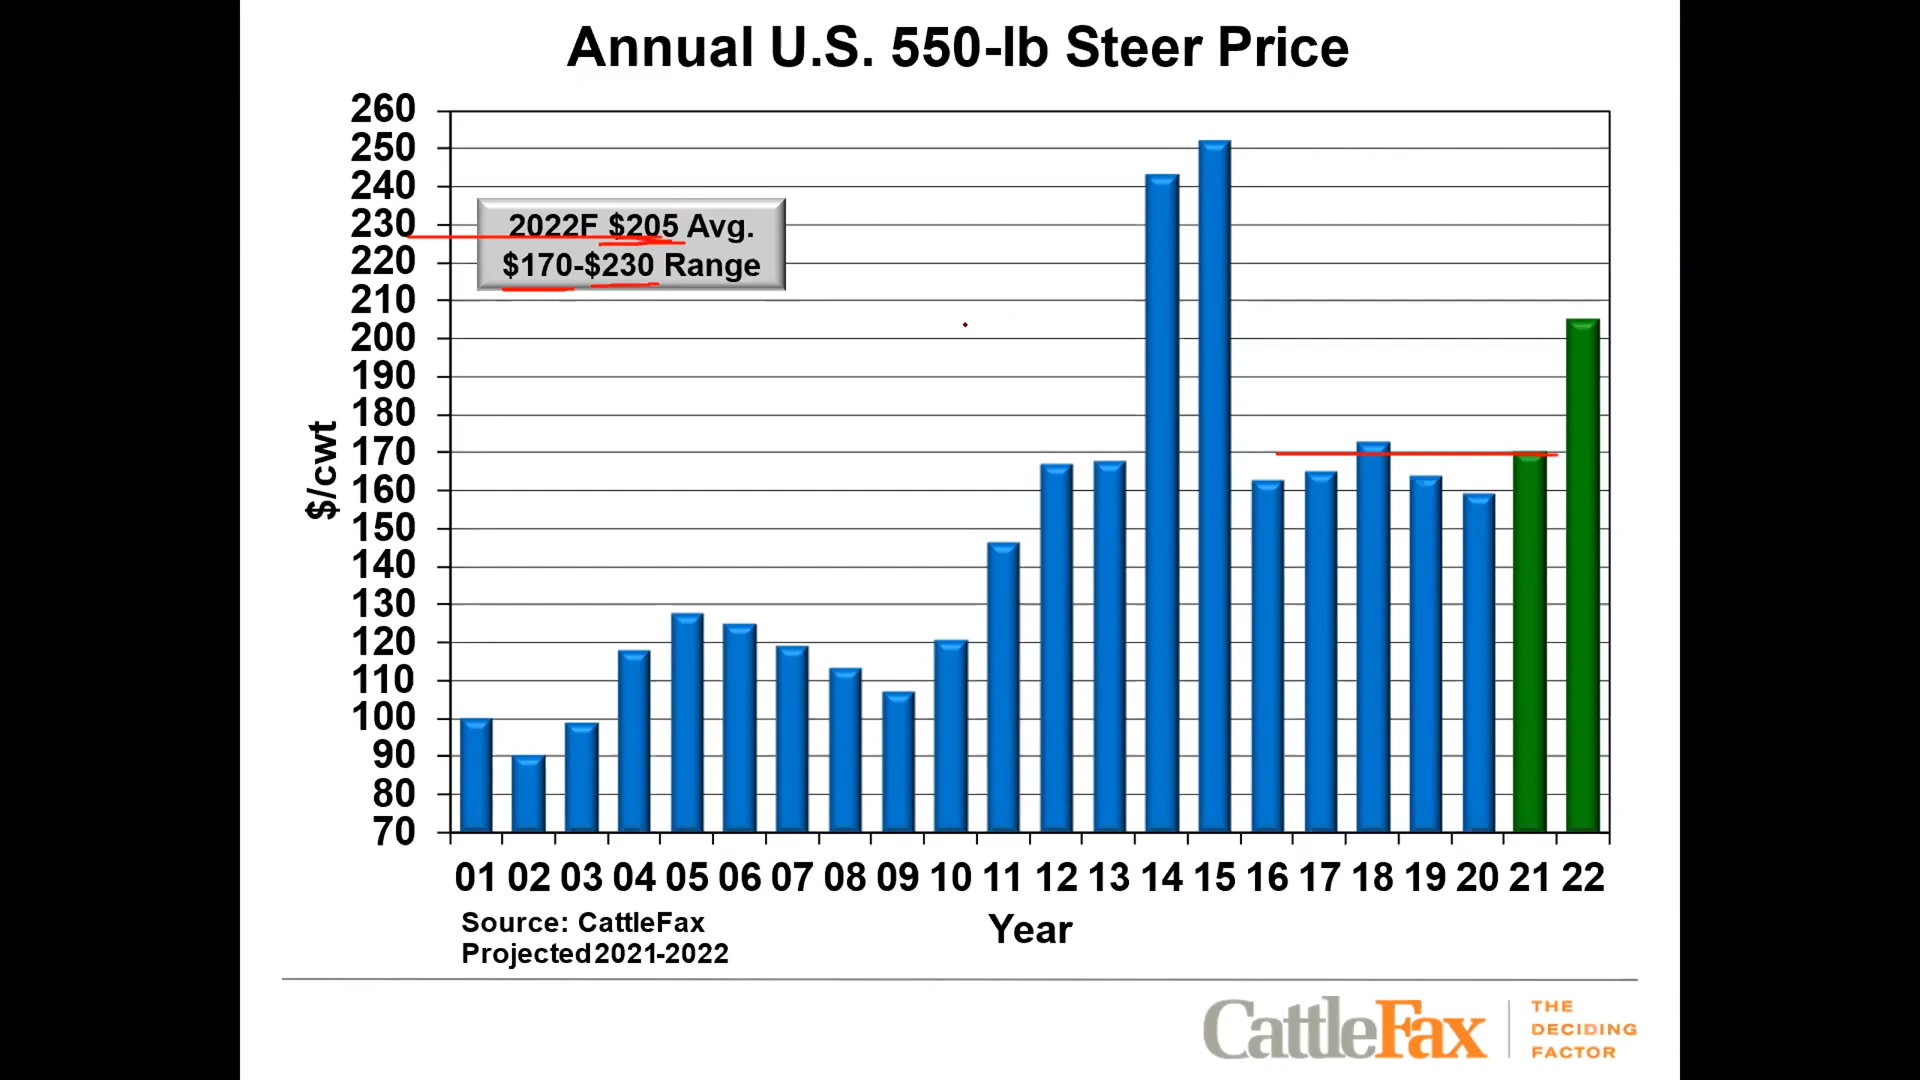 Annual U.S. 550-lb Steer Price
260
250
240
230
220
210
200
190
180
170
160
150
140
130
120
110
100
90
80
70
$/cwt
2022F $205 Avg.
$170-$230 Range
01 02 03 04 05 06 07 08 09 10 11 12 13 14 15 16 17 18 19 20 21 22
Year
Source: CattleFax
Projected 2021-2022
CattleFax
THE
DECIDING
FACTOR